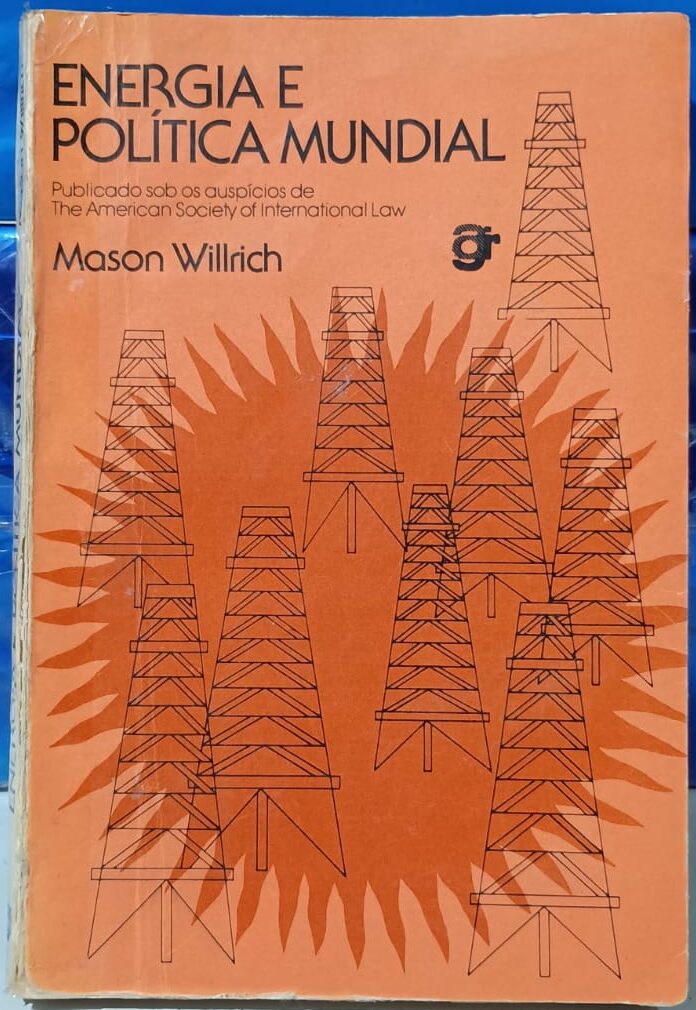 ENERGIA E
POLÍTICA MUNDIAL
Publicado sob os auspícios de
The American Society of International Law
Mason Willrich